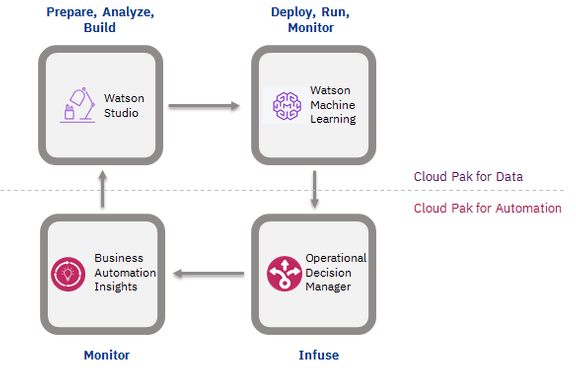 Prepare, Analyze,
Build
Deploy, Run,
Monitor
Watson
Studio
Watson
Machine
Learning
Cloud Pak for Data
Cloud Pak for Automation
Business
Automation
Insights
Operational
Decision
Manager
Monitor
Infuse